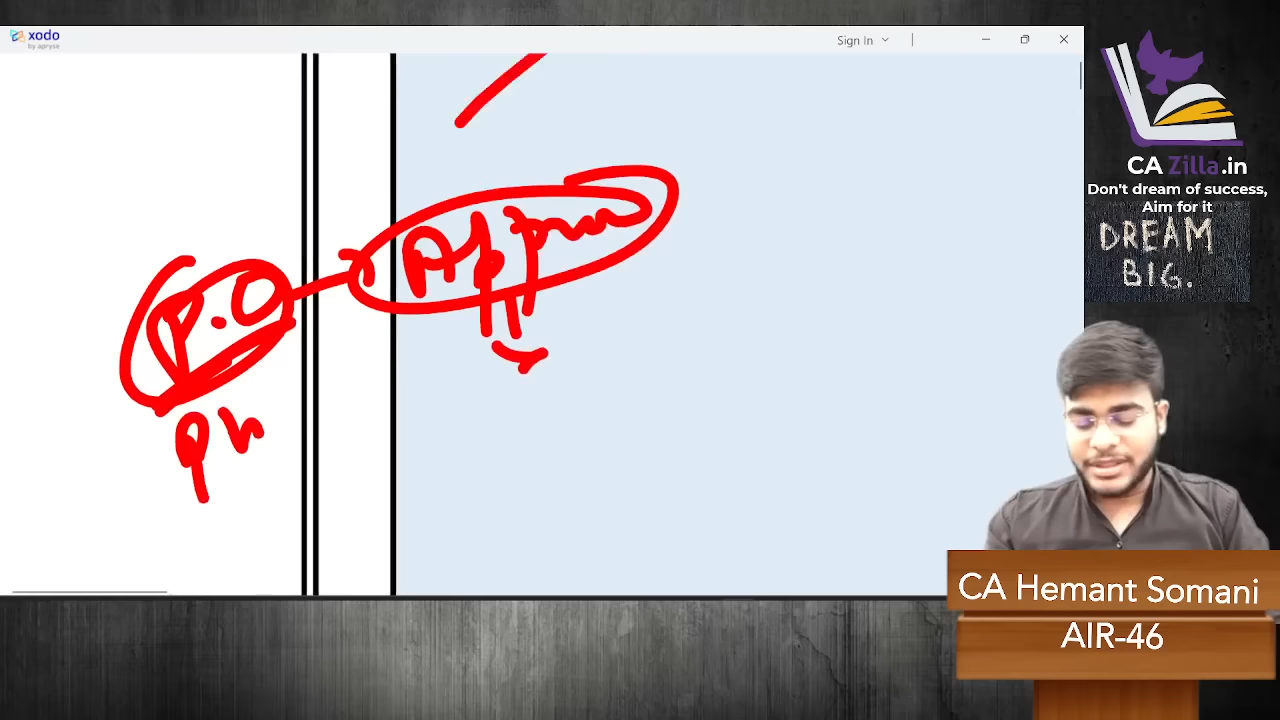 xodo
by apryse
Sign In
CA Zilla.in
Don't dream of success,
Aim for it
DREAM
BIG.
P.O
CA Hemant Somani
AIR-46